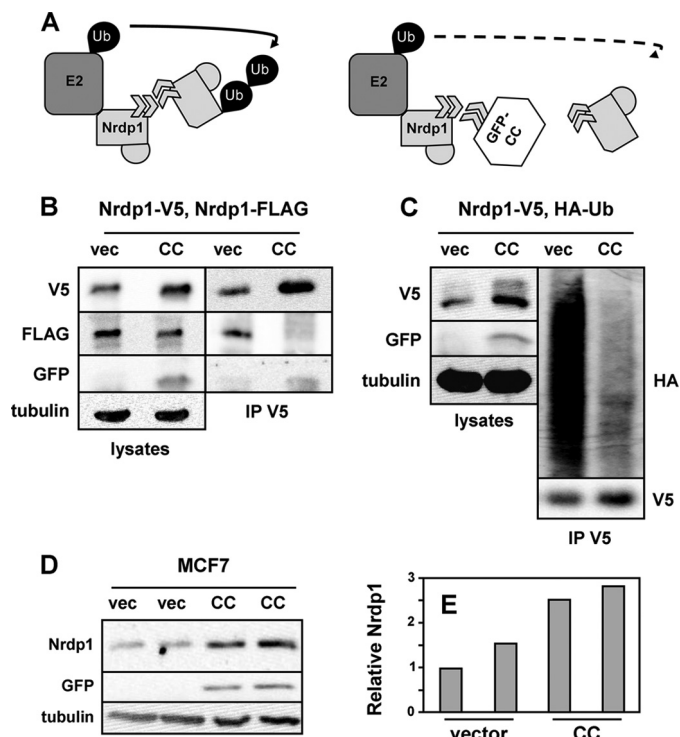 A
Ub
Ub
E2
Ub
Nrdp1
Ub
E2
Nrdp1
GFP-
CC
B
Nrdp1-V5, Nrdp1-FLAG
vec CC vec CC
V5
FLAG
GFP
tubulin
IP V5
lysates
C
Nrdp1-V5, HA-Ub
vec CC vec CC
V5
GFP
tubulin
HA
lysates
V5
IP V5
D
MCF7
vec vec CC CC
Nrdp1
GFP
tubulin
E
Relative Nrdp1
3
2
1
0
vector CC